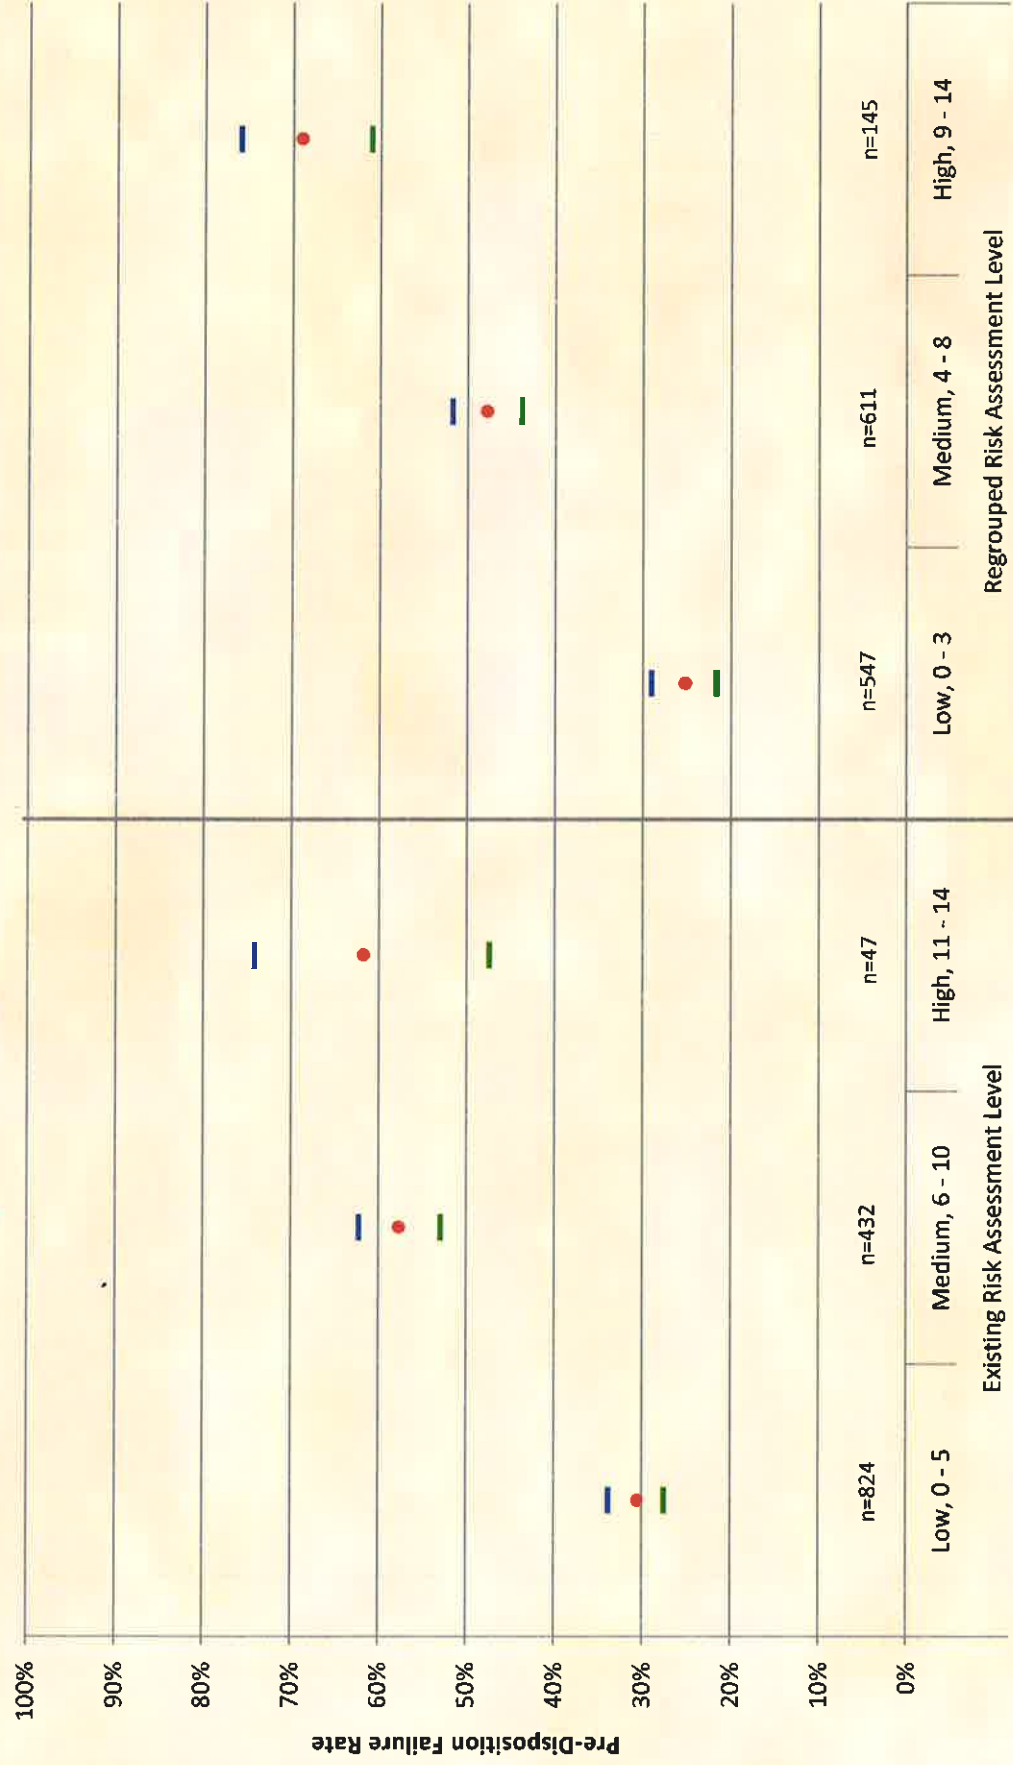 Pre-Disposition Failure Rate
100%
90%
80%
70%
60%
50%
40%
30%
20%
10%
0%
n=824
n=432
n=47
n=547
n=611
n=145
Low, 0 - 5
Medium, 6 - 10
High, 11 - 14
Low, 0 - 3
Medium, 4 - 8
High, 9 - 14
Existing Risk Assessment Level
Regrouped Risk Assessment Level